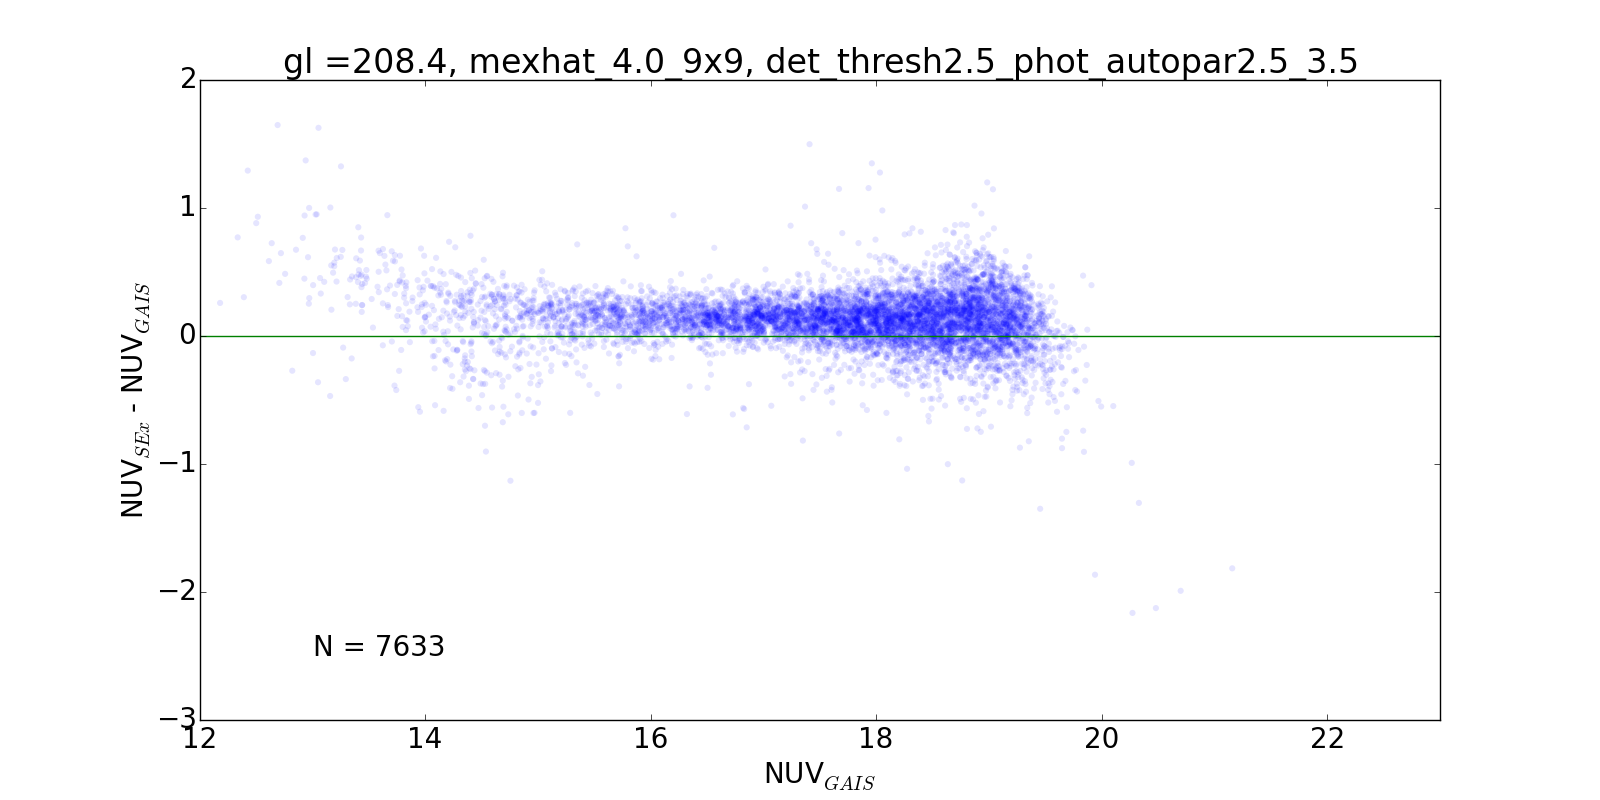 gl =208.4, mexhat_4.0_9x9, det_thresh2.5_phot_autopar2.5_3.5
2
1
0
−1
−2
−3
NUV_SEx - NUV_GAIS
N = 7633
12 14 16 18 20 22
NUV_GAIS